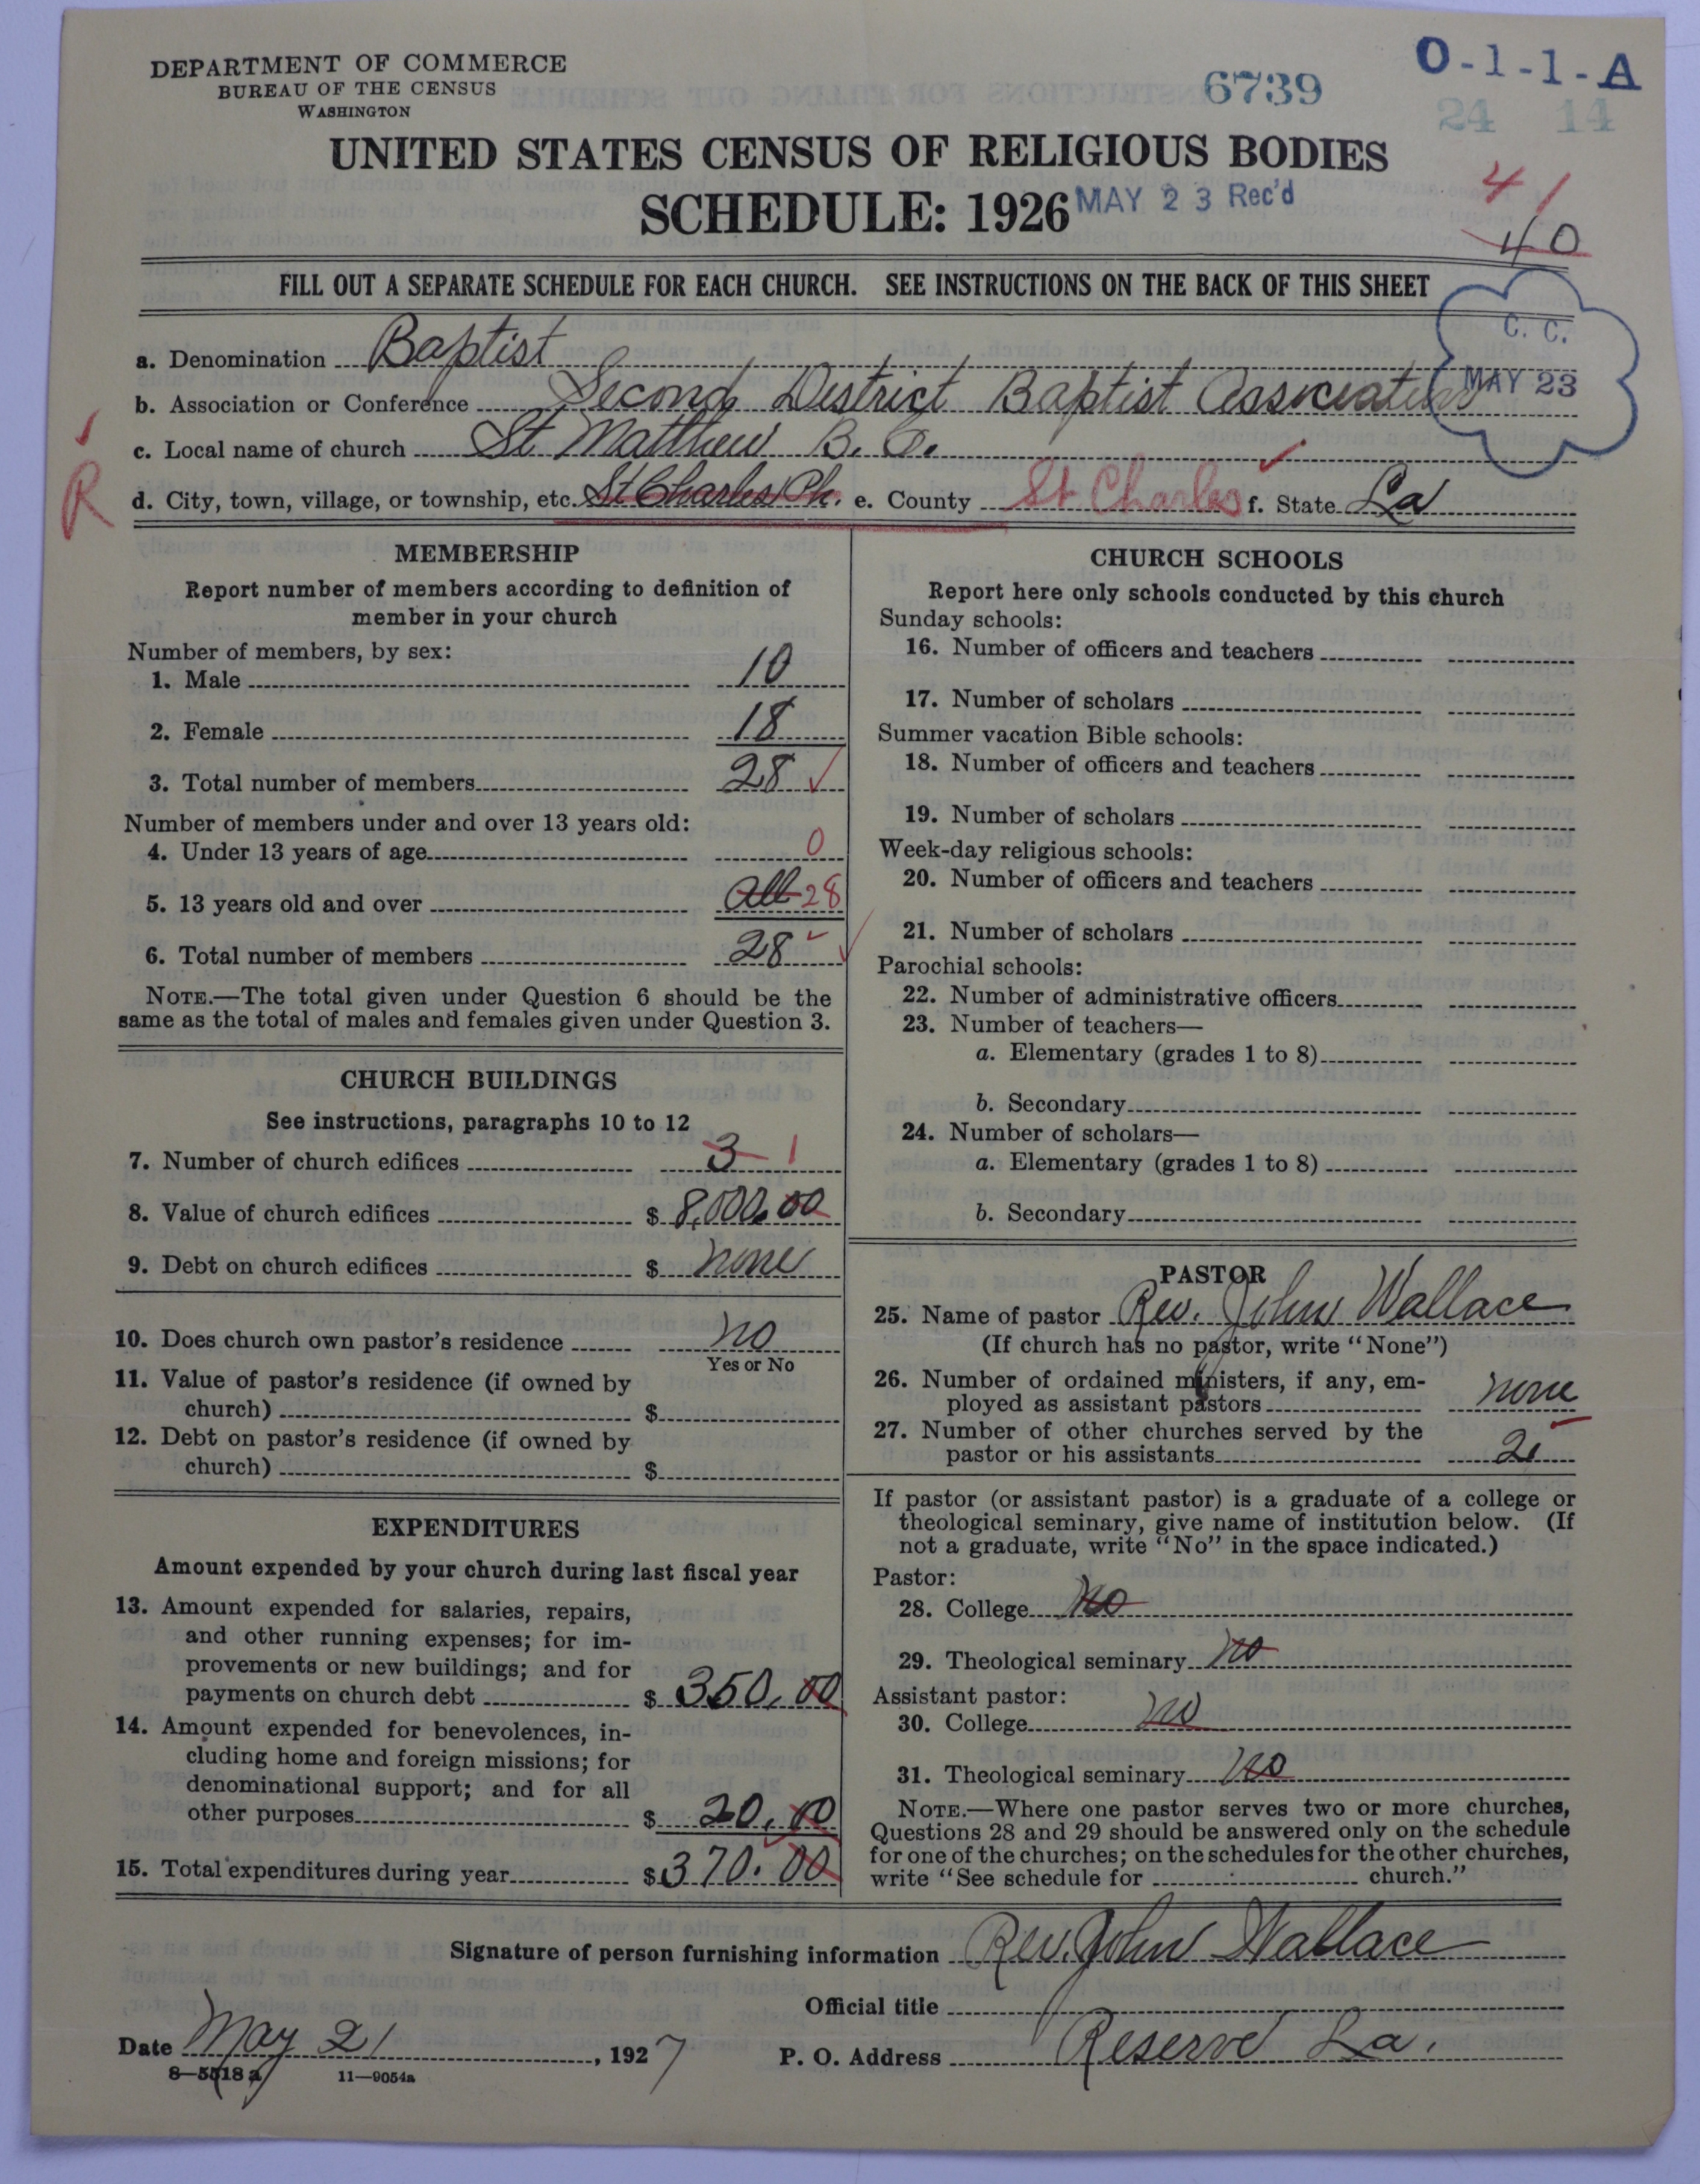 DEPARTMENT OF COMMERCE
BUREAU OF THE CENSUS
WASHINGTON
6739
O-1-1-A
24 14
UNITED STATES CENSUS OF RELIGIOUS BODIES
SCHEDULE: 1926
MAY 23 Rec'd
41
40
FILL OUT A SEPARATE SCHEDULE FOR EACH CHURCH. SEE INSTRUCTIONS ON THE BACK OF THIS SHEET
C. C.
MAY 23
a. Denomination Baptist
b. Association or Conference Second District Baptist Association
c. Local name of church St Matthew B. C.
R
d. City, town, village, or township, etc. St Charles Ph. e. County St Charles f. State La
MEMBERSHIP
Report number of members according to definition of
member in your church
Number of members, by sex:
1. Male 10
2. Female 18
3. Total number of members 28
Number of members under and over 13 years old:
4. Under 13 years of age 0
5. 13 years old and over All 28
6. Total number of members 28
NOTE.—The total given under Question 6 should be the
same as the total of males and females given under Question 3.
CHURCH BUILDINGS
See instructions, paragraphs 10 to 12
7. Number of church edifices 3 1
8. Value of church edifices $ 8,000.00
9. Debt on church edifices $ none
10. Does church own pastor's residence no
Yes or No
11. Value of pastor's residence (if owned by
church) $
12. Debt on pastor's residence (if owned by
church) $
EXPENDITURES
Amount expended by your church during last fiscal year
13. Amount expended for salaries, repairs,
and other running expenses; for im-
provements or new buildings; and for
payments on church debt $ 350.00
14. Amount expended for benevolences, in-
cluding home and foreign missions; for
denominational support; and for all
other purposes $ 20.00
15. Total expenditures during year $ 370.00
CHURCH SCHOOLS
Report here only schools conducted by this church
Sunday schools:
16. Number of officers and teachers
17. Number of scholars
Summer vacation Bible schools:
18. Number of officers and teachers
19. Number of scholars
Week-day religious schools:
20. Number of officers and teachers
21. Number of scholars
Parochial schools:
22. Number of administrative officers
23. Number of teachers—
a. Elementary (grades 1 to 8)
b. Secondary
24. Number of scholars—
a. Elementary (grades 1 to 8)
b. Secondary
PASTOR
25. Name of pastor Rev. John Wallace
(If church has no pastor, write "None")
26. Number of ordained ministers, if any, em-
ployed as assistant pastors none
27. Number of other churches served by the
pastor or his assistants 2
If pastor (or assistant pastor) is a graduate of a college or
theological seminary, give name of institution below. (If
not a graduate, write "No" in the space indicated.)
Pastor:
28. College No
29. Theological seminary no
Assistant pastor:
30. College no
31. Theological seminary no
NOTE.—Where one pastor serves two or more churches,
Questions 28 and 29 should be answered only on the schedule
for one of the churches; on the schedules for the other churches,
write "See schedule for church."
Signature of person furnishing information Rev. John Wallace
Official title
Date May 21, 1927
P. O. Address Reserve La.
8—5518 a
11—9054a